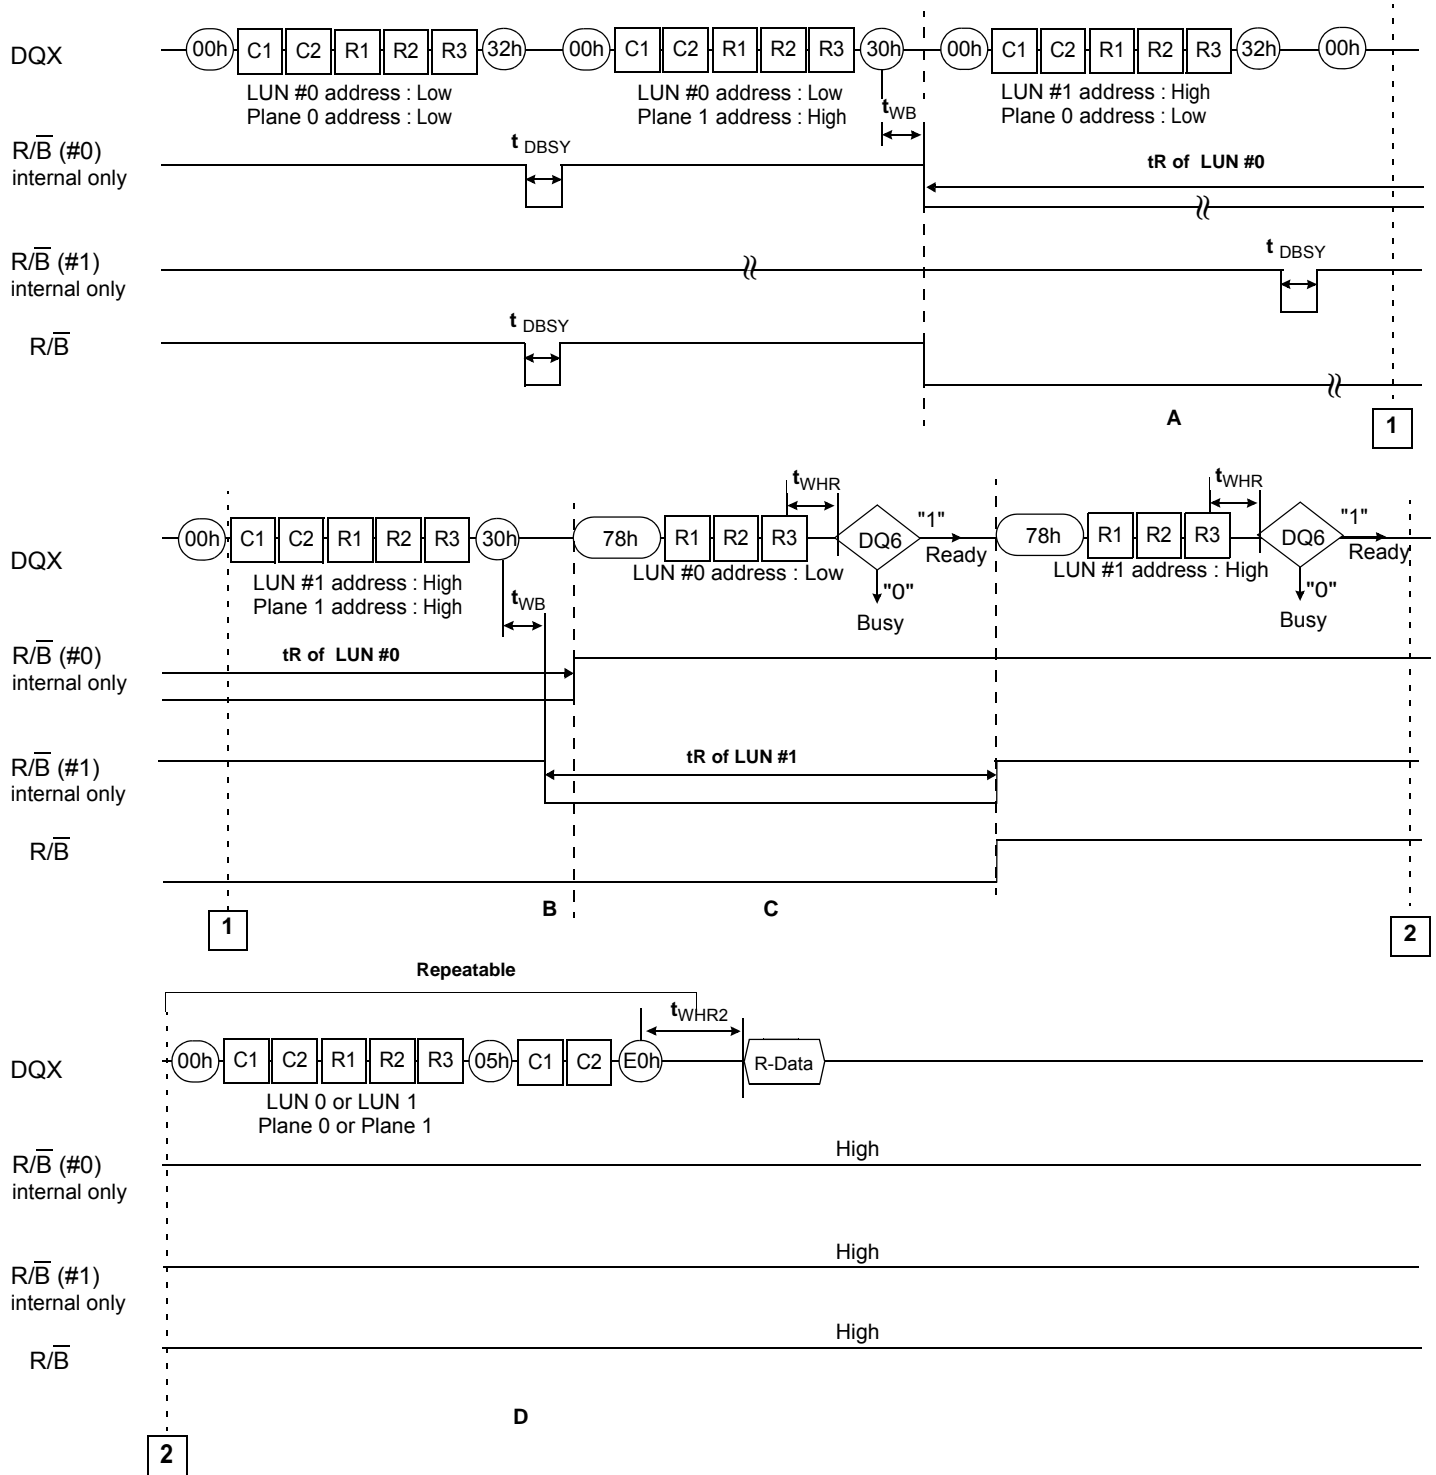 DQX 00h C1 C2 R1 R2 R3 32h 00h C1 C2 R1 R2 R3 30h 00h C1 C2 R1 R2 R3 32h 00h
LUN #0 address : Low LUN #0 address : Low LUN #1 address : High
Plane 0 address : Low Plane 1 address : High Plane 0 address : Low
tWB
R/B̅ (#0) t DBSY tR of LUN #0
internal only
R/B̅ (#1) t DBSY
internal only
R/B̅ t DBSY
A 1
tWHR tWHR
DQX 00h C1 C2 R1 R2 R3 30h 78h R1 R2 R3 DQ6 "1" Ready 78h R1 R2 R3 DQ6 "1" Ready
LUN #1 address : High LUN #0 address : Low "0" LUN #1 address : High "0"
Plane 1 address : High tWB Busy Busy
R/B̅ (#0) tR of LUN #0
internal only
R/B̅ (#1) tR of LUN #1
internal only
R/B̅
1 B C 2
Repeatable
tWHR2
DQX 00h C1 C2 R1 R2 R3 05h C1 C2 E0h R-Data
LUN 0 or LUN 1
Plane 0 or Plane 1
R/B̅ (#0) High
internal only
R/B̅ (#1) High
internal only
R/B̅ High
D
2